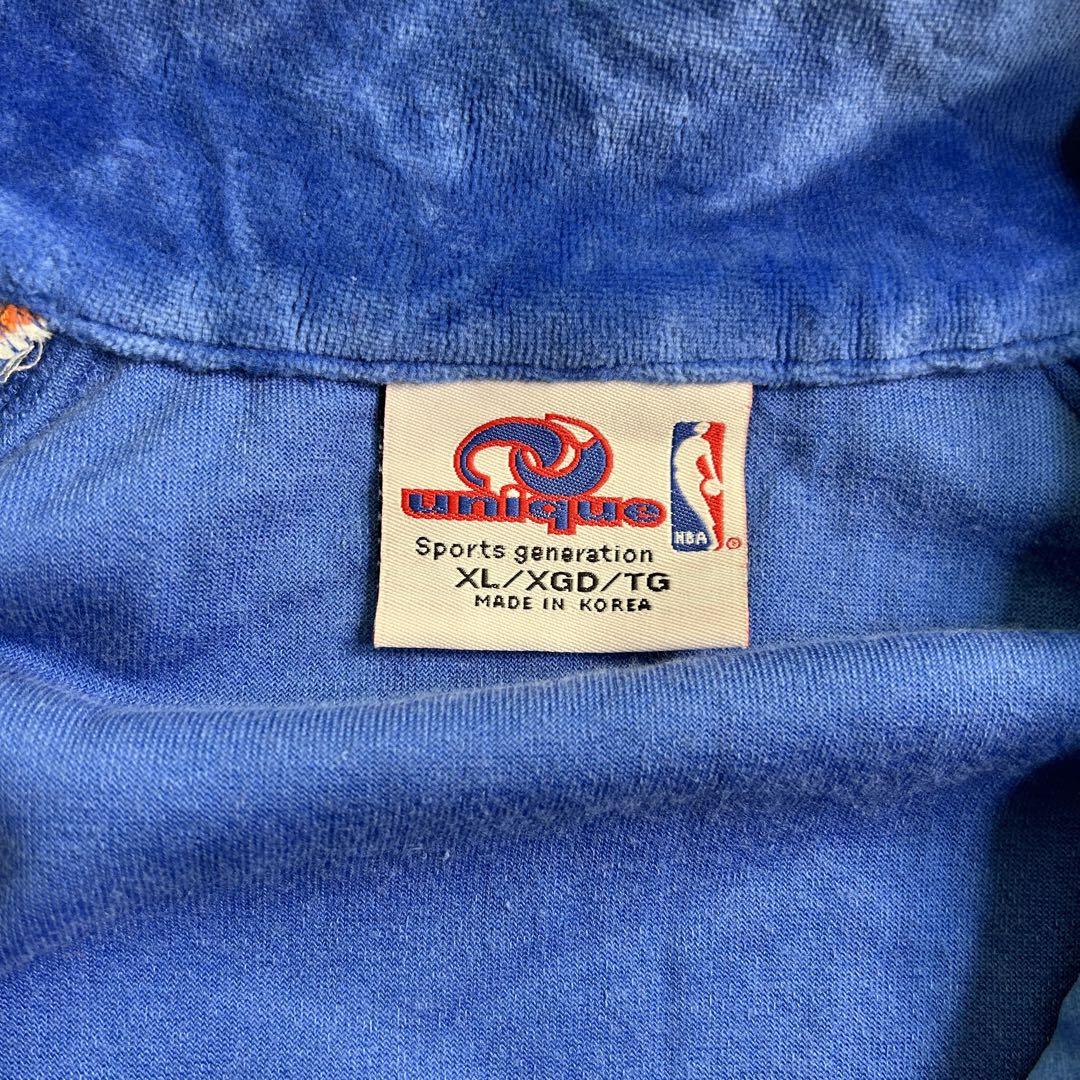 unique
NBA
Sports generation
XL/XGD/TG
MADE IN KOREA